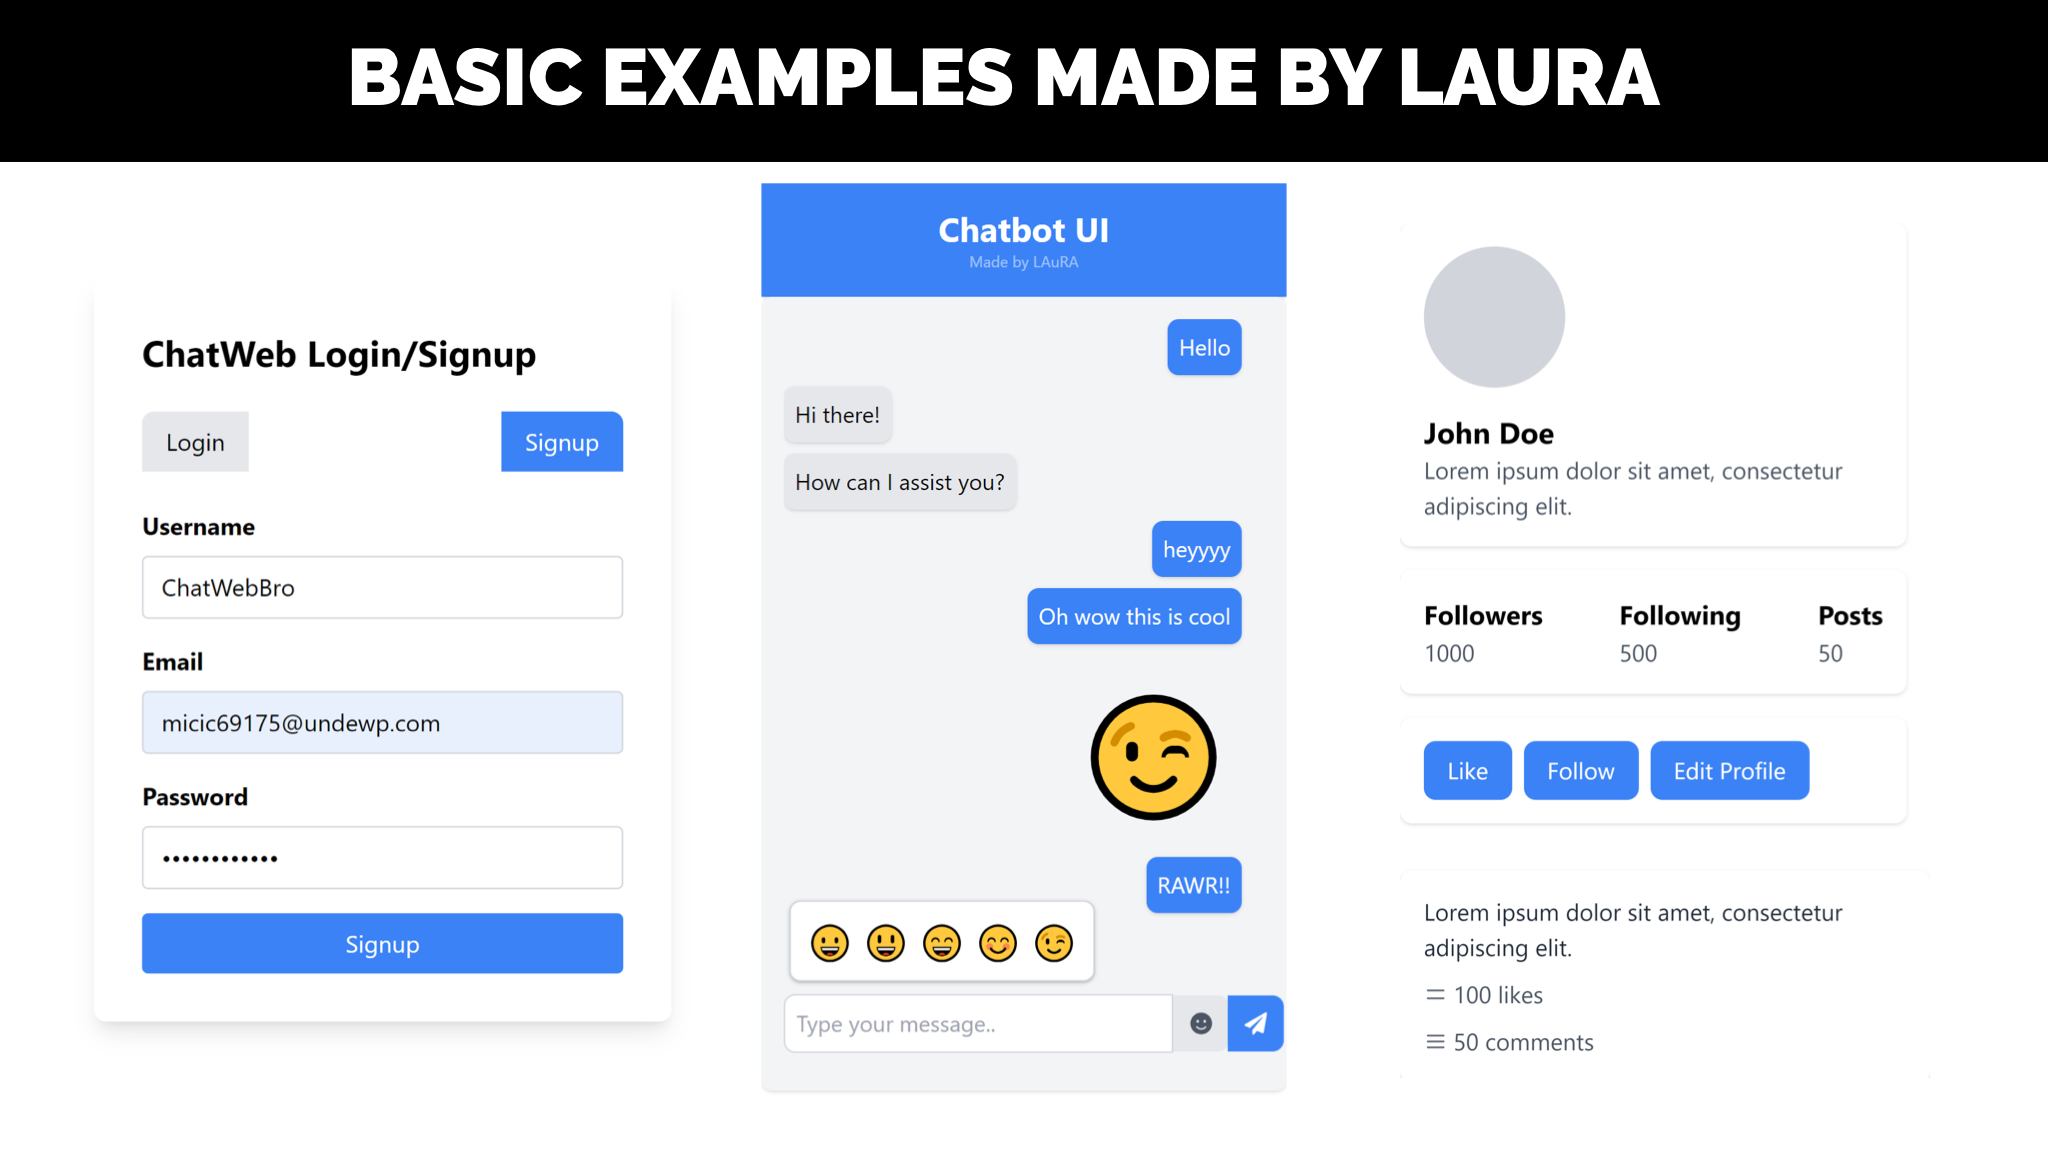 BASIC EXAMPLES MADE BY LAURA
ChatWeb Login/Signup
Login
Signup
Username
ChatWebBro
Email
micic69175@undewp.com
Password
••••••••••••
Signup
Chatbot UI
Made by LAuRA
Hello
Hi there!
How can I assist you?
heyyyy
Oh wow this is cool
RAWR!!
Type your message..
John Doe
Lorem ipsum dolor sit amet, consectetur
adipiscing elit.
Followers Following Posts
1000 500 50
Like Follow Edit Profile
Lorem ipsum dolor sit amet, consectetur
adipiscing elit.
100 likes
50 comments